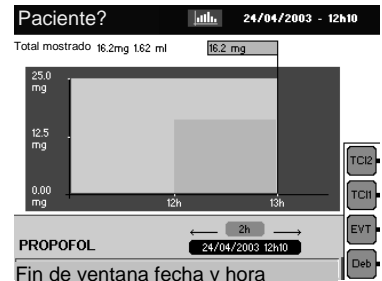 Paciente? 24/04/2003 - 12h10
Total mostrado 16.2mg 1.62 ml 16.2 mg
25.0
mg
12.5
mg
0.00
mg
12h 13h
TCI2
TCI1
EVT
Deb
2h
PROPOFOL 24/04/2003 12h10
Fin de ventana fecha y hora